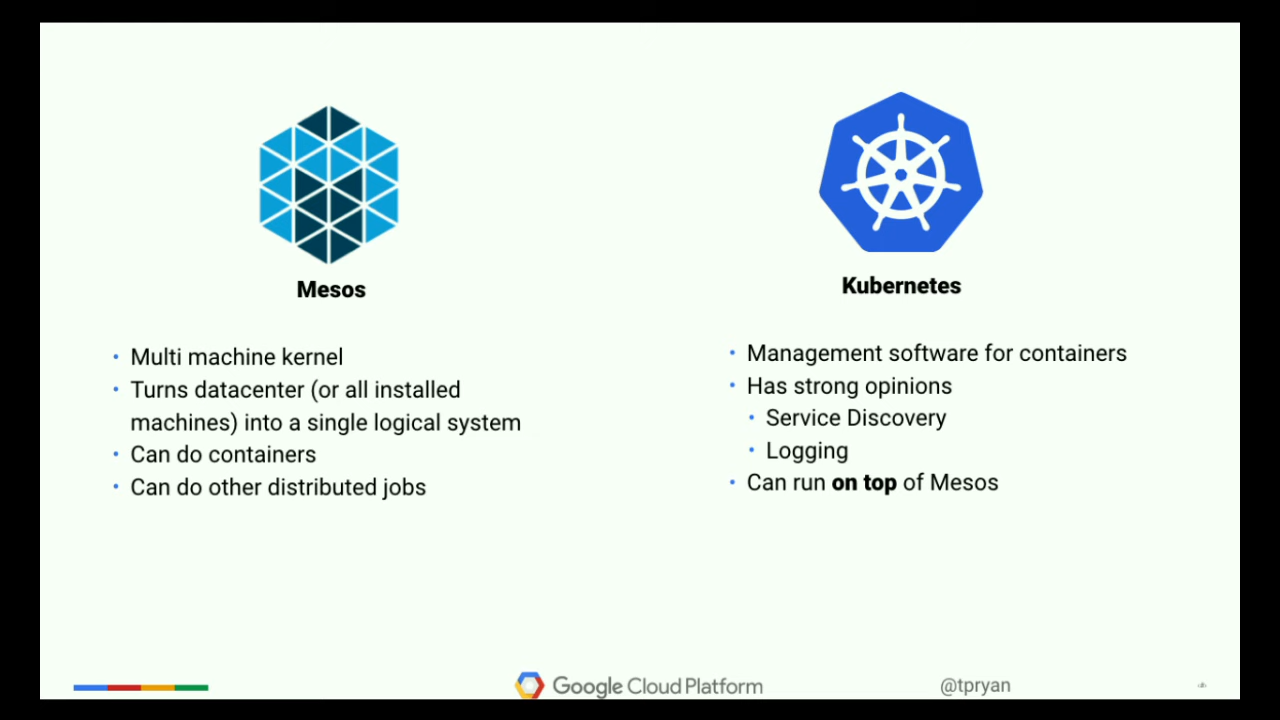 Mesos
• Multi machine kernel
• Turns datacenter (or all installed
machines) into a single logical system
• Can do containers
• Can do other distributed jobs
Kubernetes
• Management software for containers
• Has strong opinions
• Service Discovery
• Logging
• Can run on top of Mesos
Google Cloud Platform
@tpryan